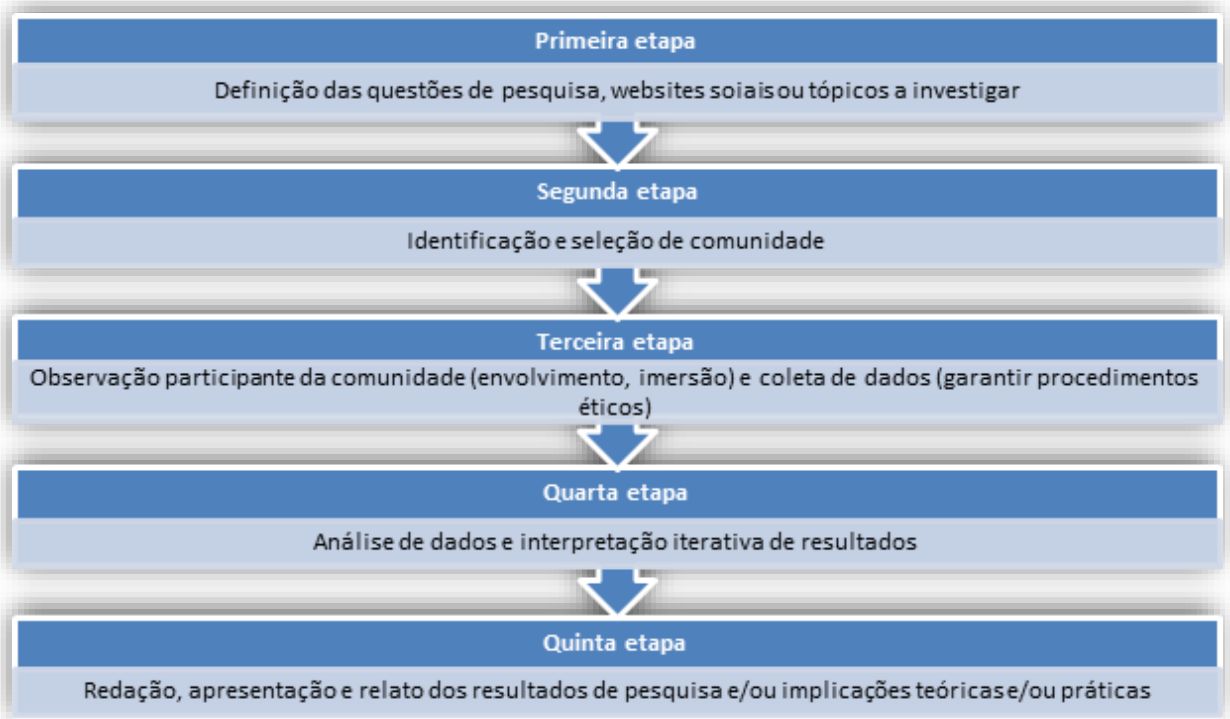 Primeira etapa
Definição das questões de pesquisa, websites soiais ou tópicos a investigar
Segunda etapa
Identificação e seleção de comunidade
Terceira etapa
Observação participante da comunidade (envolvimento, imersão) e coleta de dados (garantir procedimentos
éticos)
Quarta etapa
Análise de dados e interpretação iterativa de resultados
Quinta etapa
Redação, apresentação e relato dos resultados de pesquisa e/ou implicações teóricas e/ou práticas